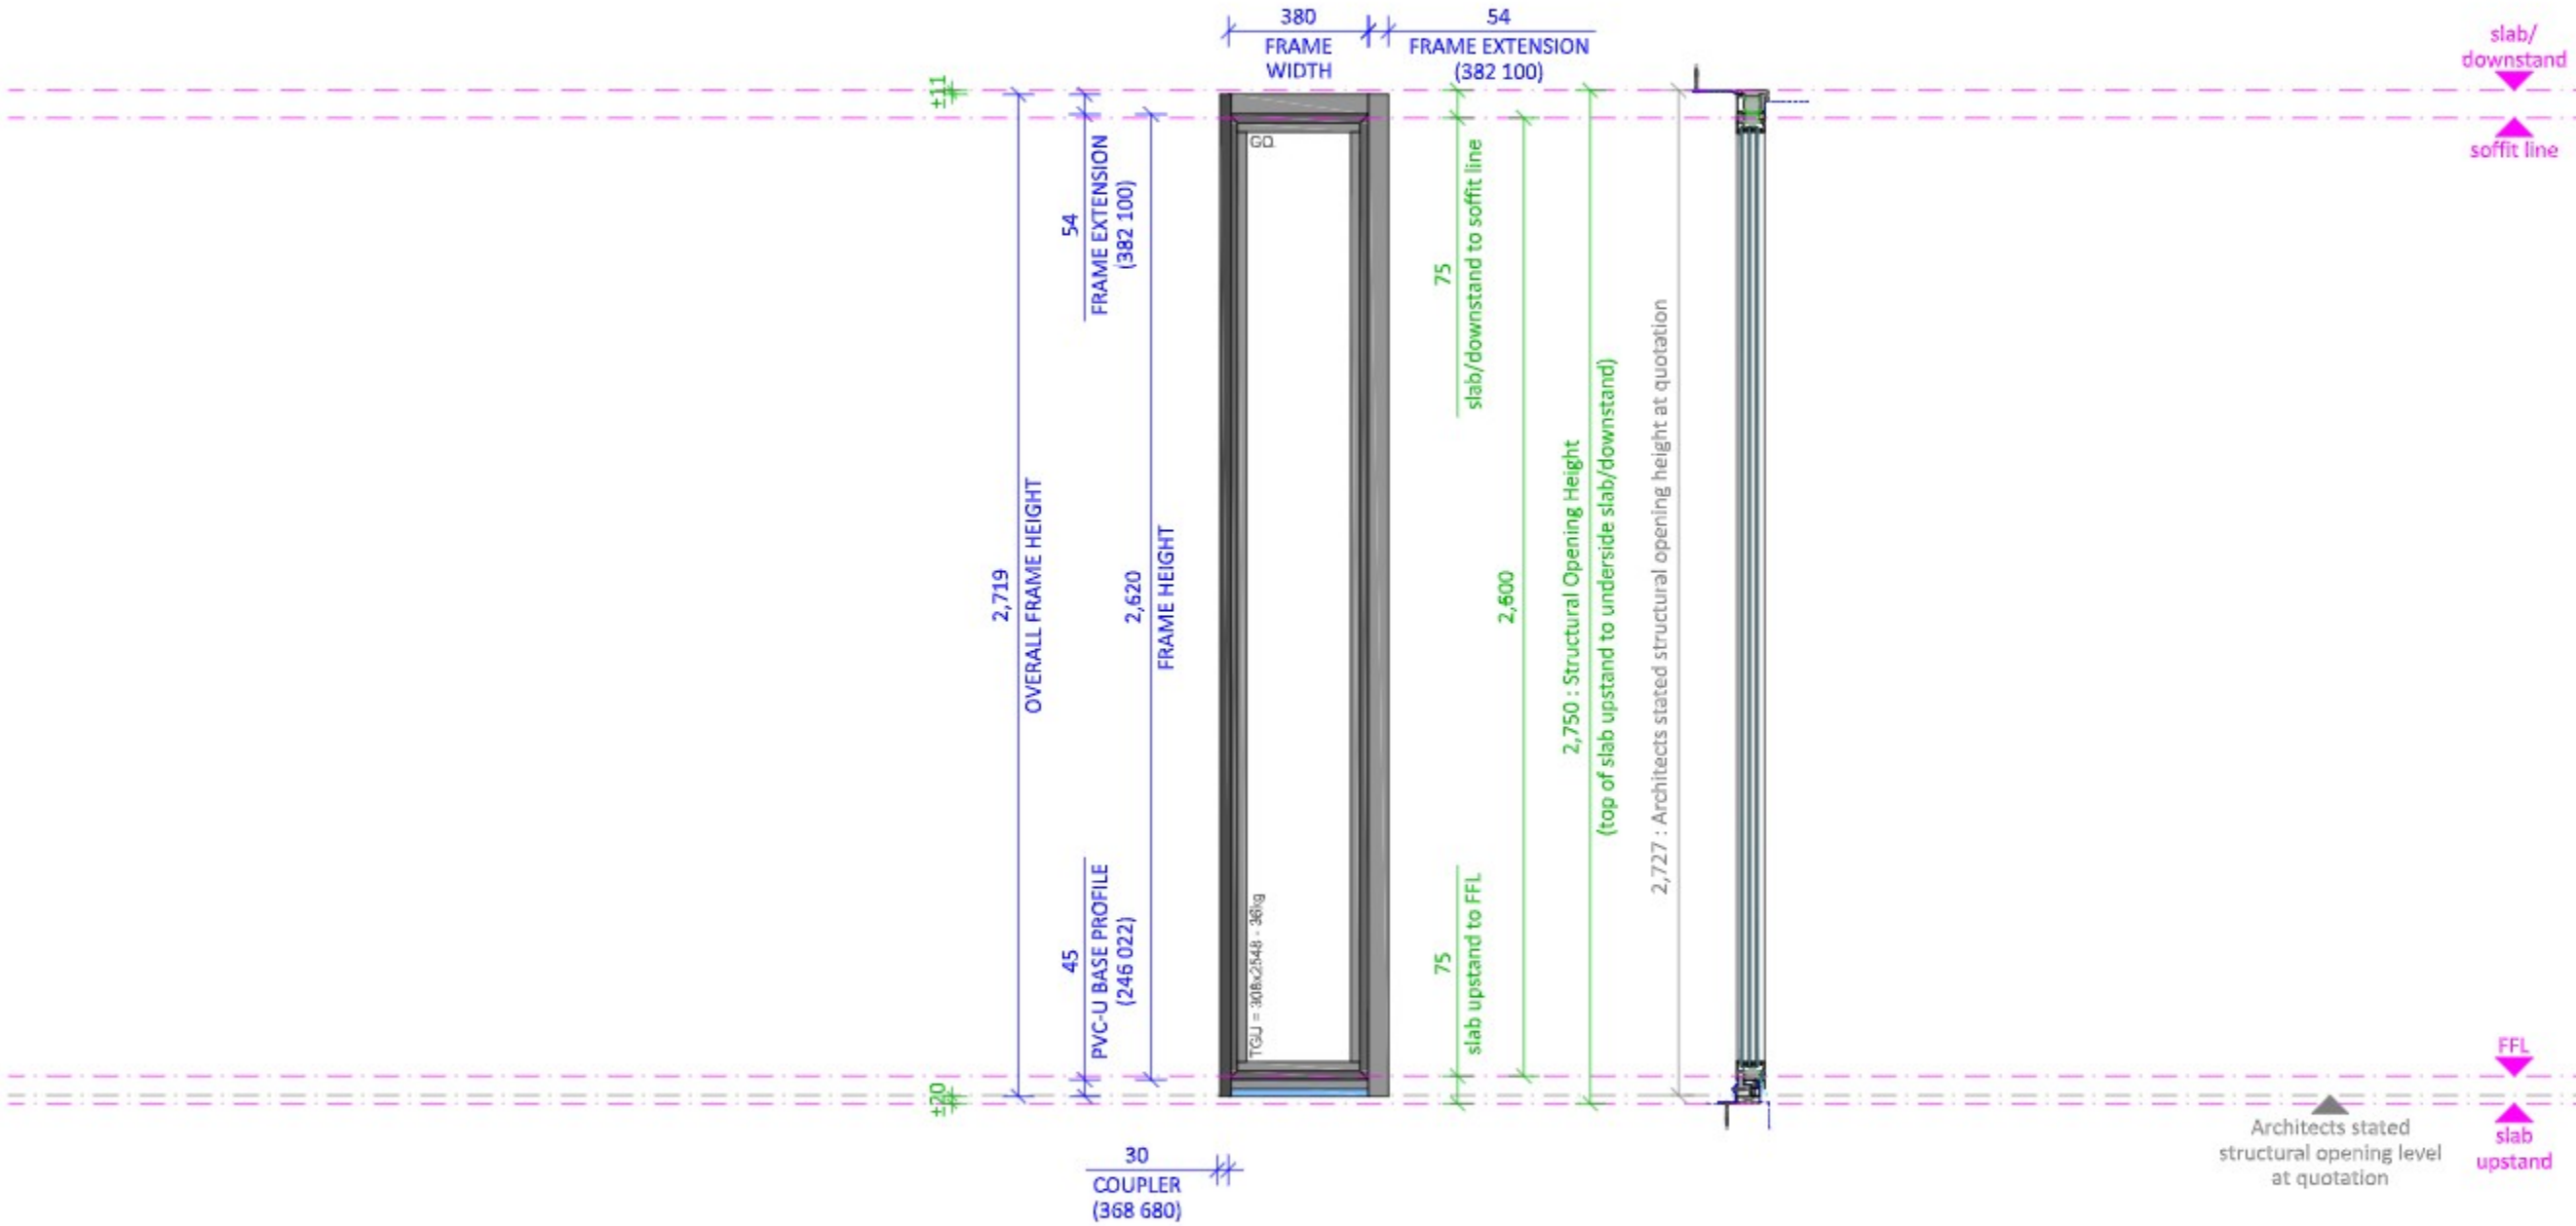 380
FRAME
WIDTH
54
FRAME EXTENSION
(382 100)
slab/
downstand
soffit line
±11
54
FRAME EXTENSION
(382 100)
GO.
75
slab/downstand to soffit line
2,719
OVERALL FRAME HEIGHT
2,620
FRAME HEIGHT
2,600
2,750 : Structural Opening Height
(top of slab upstand to underside slab/downstand)
2,727 : Architects stated structural opening height at quotation
45
PVC-U BASE PROFILE
(246 022)
TGU = 308x2548 - 36kg
75
slab upstand to FFL
±20
FFL
slab
upstand
Architects stated
structural opening level
at quotation
30
COUPLER
(368 680)